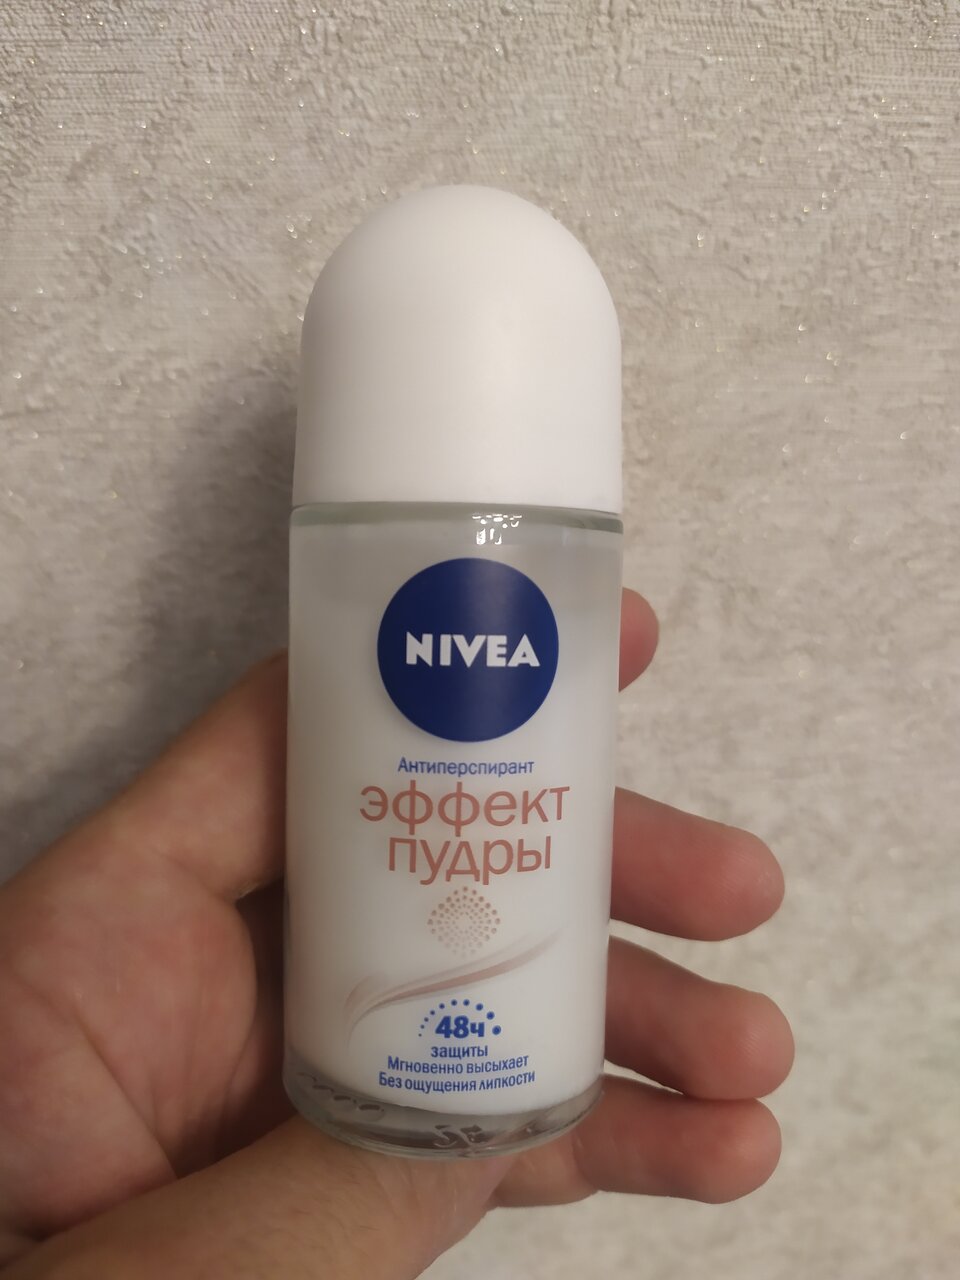 NIVEA
Антиперспирант
эффект
пудры
48ч
защиты
Мгновенно высыхает
Без ощущения липкости